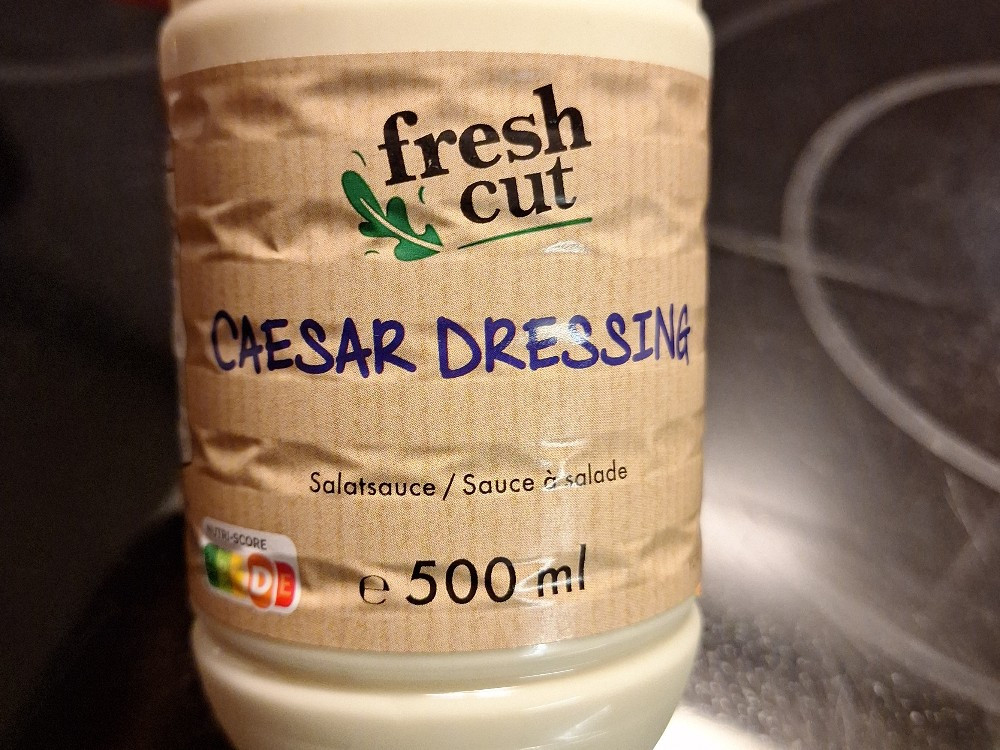 fresh
cut
CAESAR DRESSING
Salatsauce / Sauce à salade
NUTRI-SCORE
D E
℮ 500 ml